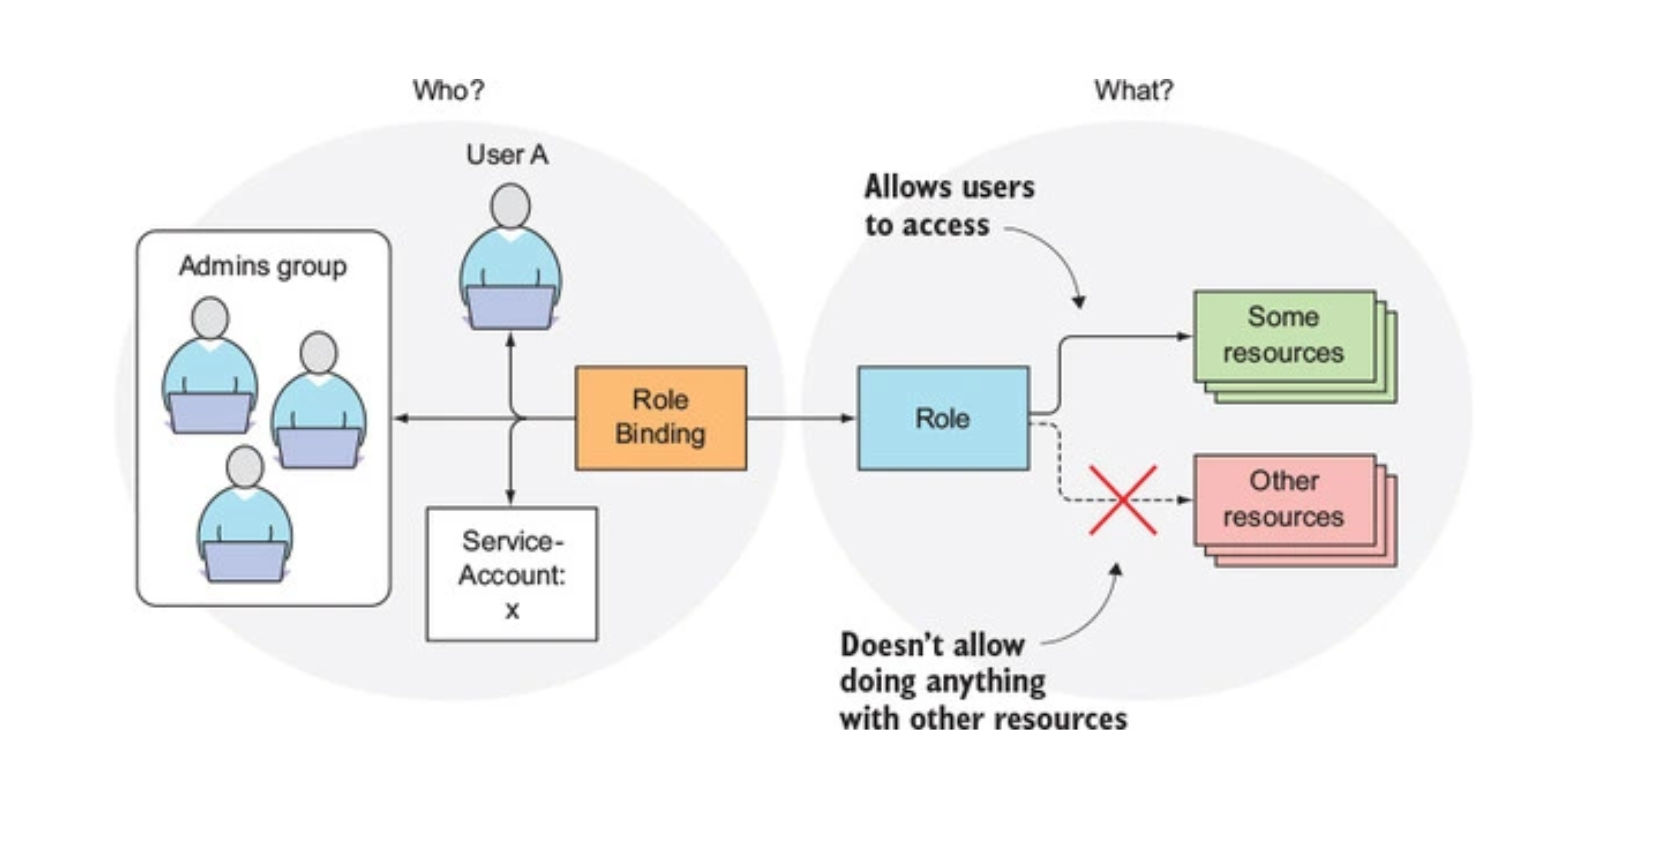 Who?
User A
Admins group
Role
Binding
Service-
Account:
x
What?
Allows users
to access
Role
Some
resources
Other
resources
Doesn't allow
doing anything
with other resources